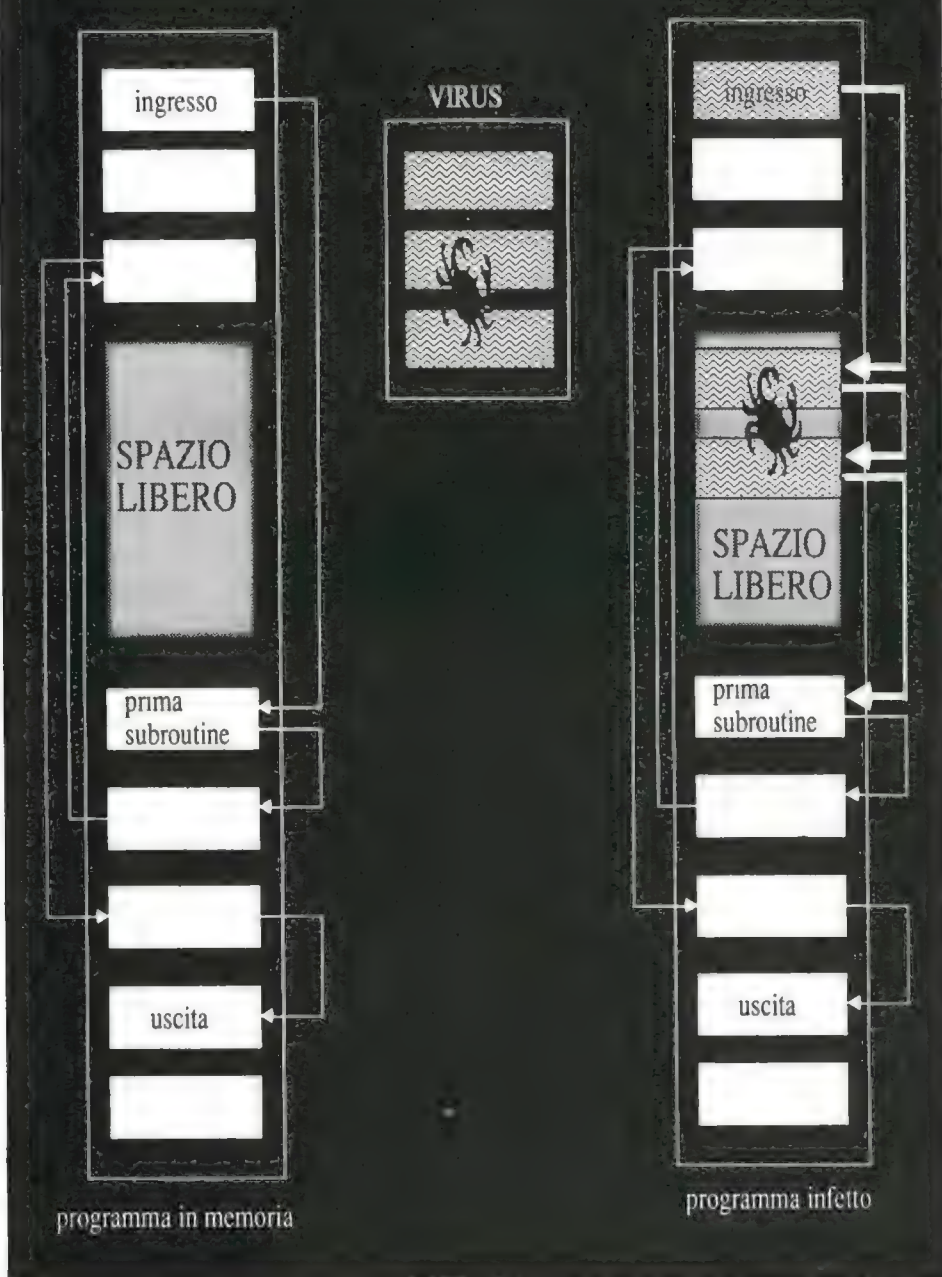 ingresso
SPAZIO
LIBERO
prima
subroutine
uscita
programma in memoria
VIRUS
ingresso
SPAZIO
LIBERO
prima
subroutine
uscita
programma infetto